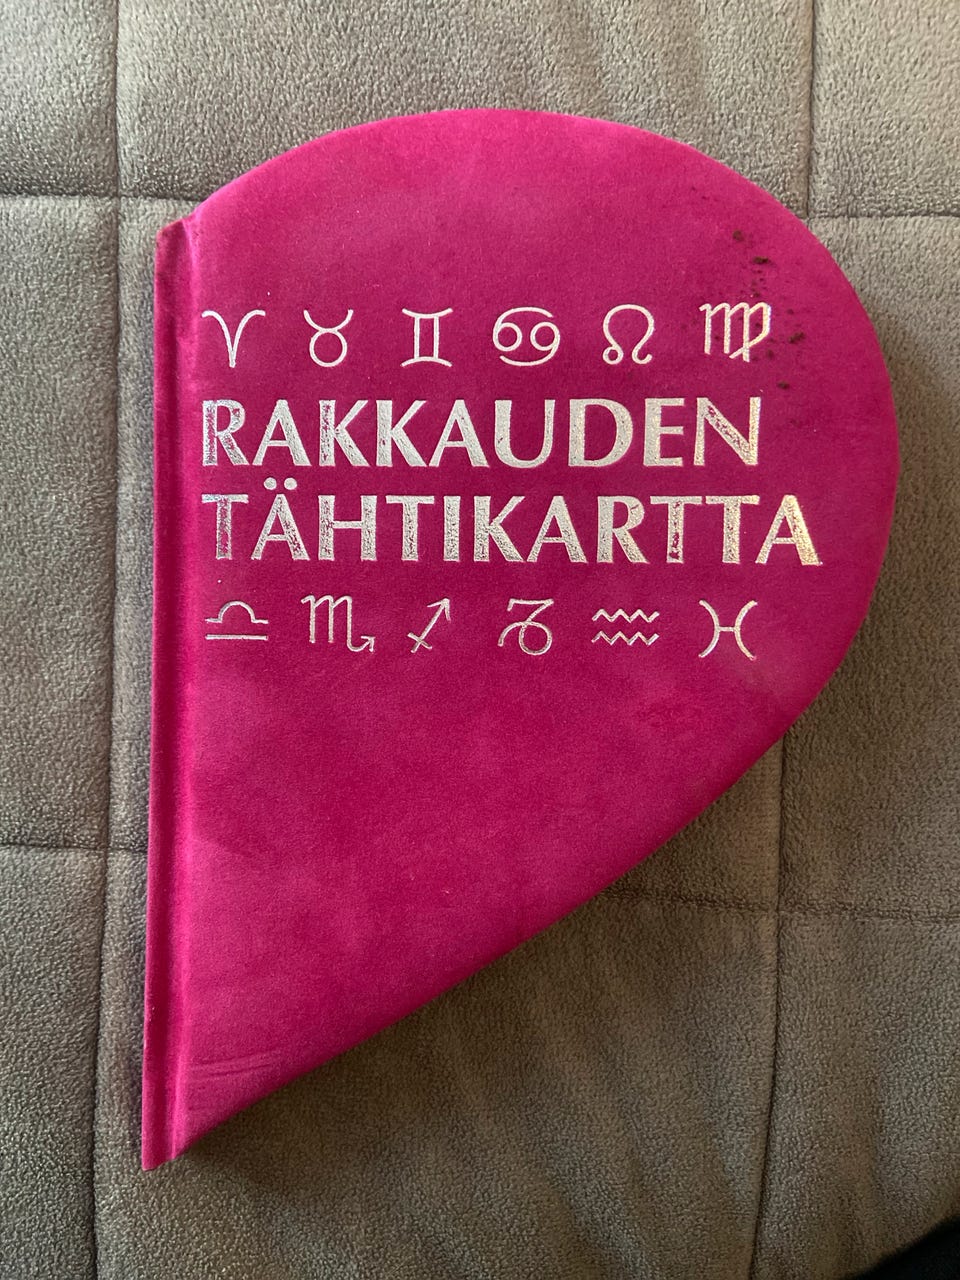 ♈ ♉ ♊ ♋ ♌ ♍
RAKKAUDEN
TÄHTIKARTTA
♎ ♏ ♐ ♑ ♒ ♓